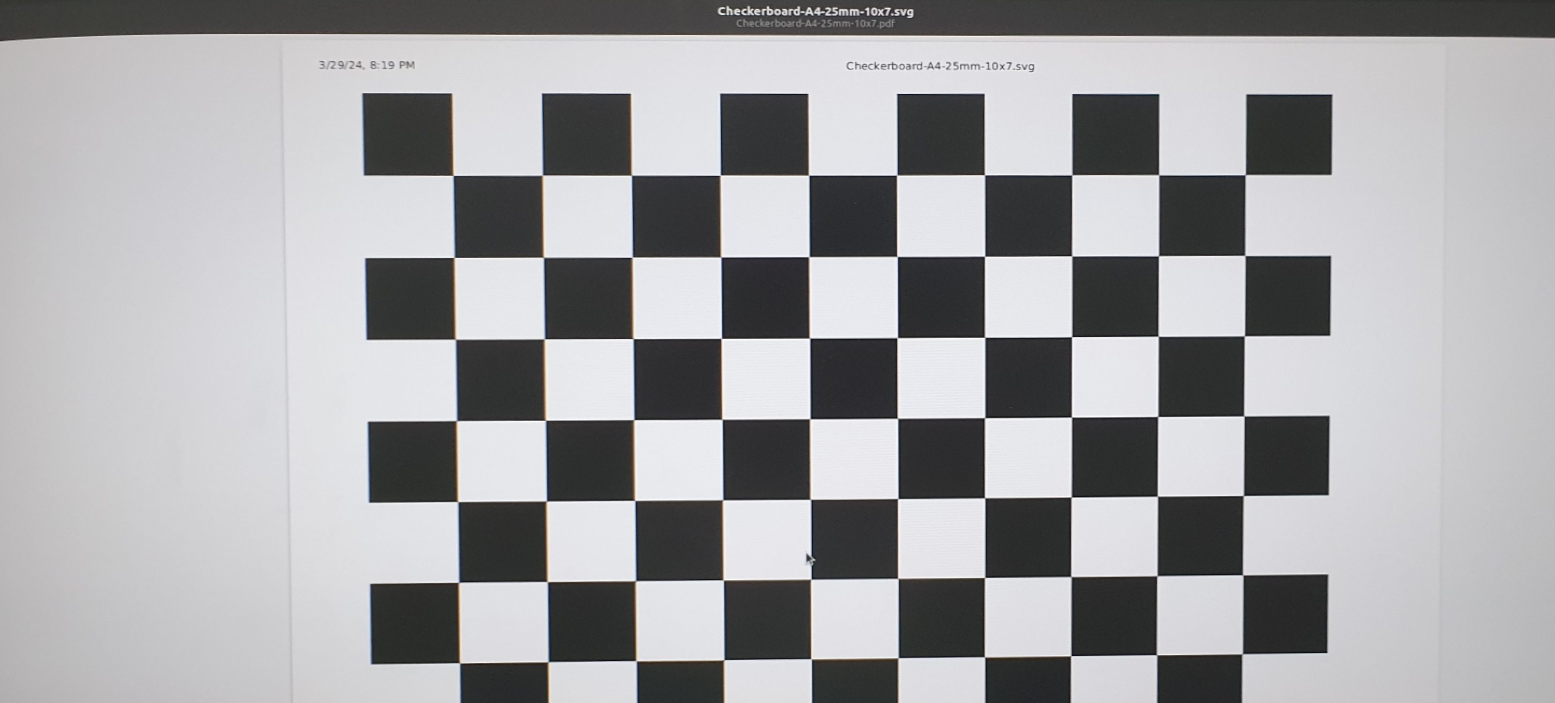 Checkerboard-A4-25mm-10x7.svg
Checkerboard-A4-25mm-10x7.pdf
3/29/24, 8:19 PM Checkerboard-A4-25mm-10x7.svg